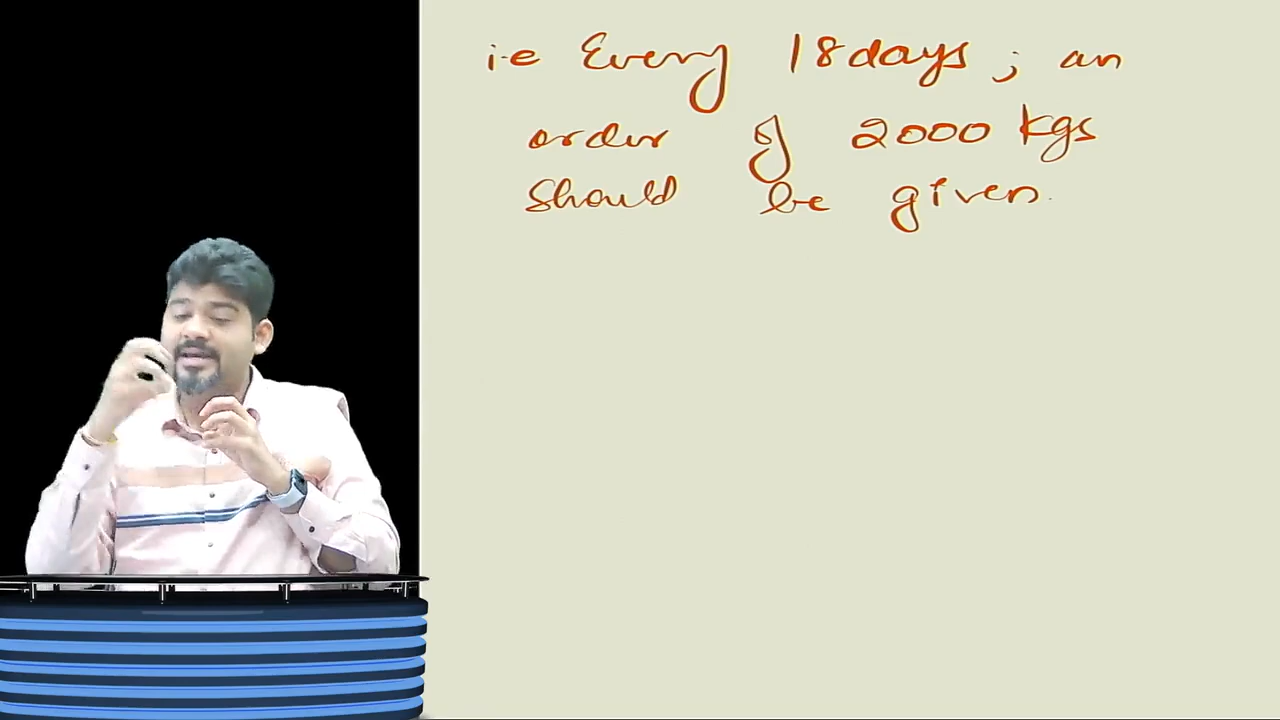 i.e Every 18days ; an
order of 2000 kgs
should be given.